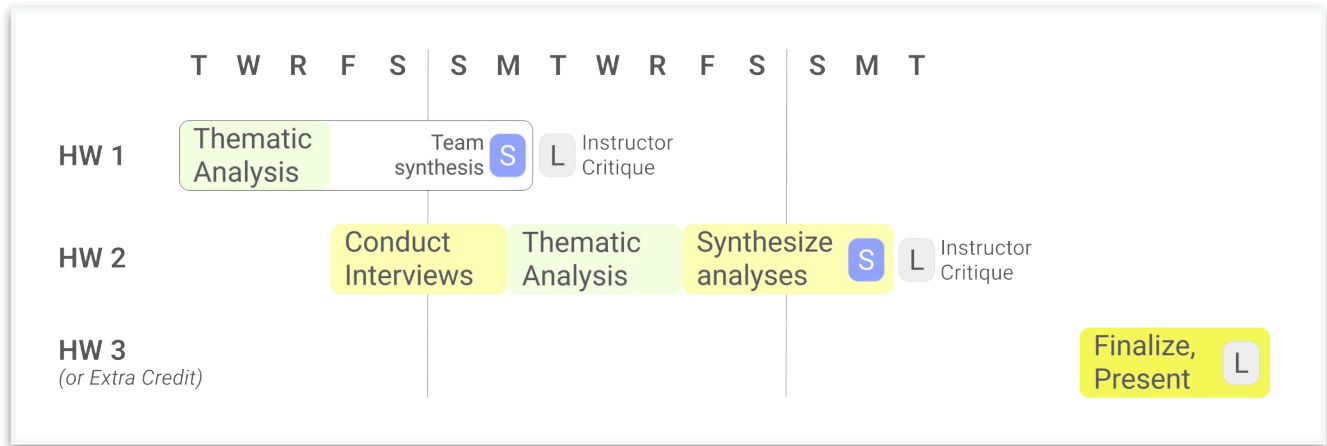 T W R F S S M T W R F S S M T
HW 1
Thematic
Analysis
Team
synthesis
S
L
Instructor
Critique
HW 2
Conduct
Interviews
Thematic
Analysis
Synthesize
analyses
S
L
Instructor
Critique
HW 3
(or Extra Credit)
Finalize,
Present
L